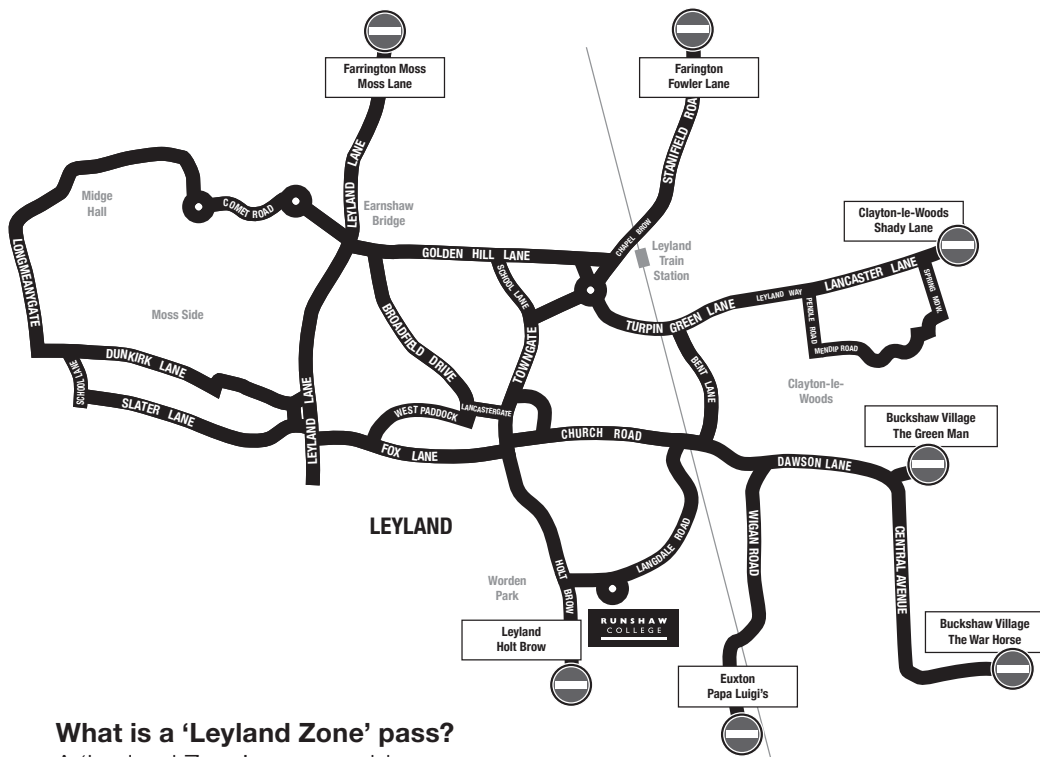 Farrington Moss
Moss Lane
Farington
Fowler Lane
LEYLAND LANE
STANIFIELD ROA
Midge
Hall
COMET ROAD
Earnshaw
Bridge
CHAPEL BROW
Clayton-le-Woods
Shady Lane
LONGMEANYGATE
GOLDEN HILL LANE
SCHOOL LANE
Leyland
Train
Station
LEYLAND WAY
LANCASTER LANE
SPRING MDW.
Moss Side
BROADFIELD DRIVE
TOWNGATE
TURPIN GREEN LANE
PENDLE ROAD
MENDIP ROAD
DUNKIRK LANE
SCHOOL LANE
BENT LANE
Clayton-le-
Woods
SLATER LANE
LEYLAND LANE
WEST PADDOCK
LANCASTERGATE
FOX LANE
CHURCH ROAD
Buckshaw Village
The Green Man
DAWSON LANE
LEYLAND
LANGDALE ROAD
WIGAN ROAD
CENTRAL AVENUE
HOLT BROW
Worden
Park
RUNSHAW
COLLEGE
Leyland
Holt Brow
Buckshaw Village
The War Horse
Euxton
Papa Luigi's
What is a ‘Leyland Zone’ pass?